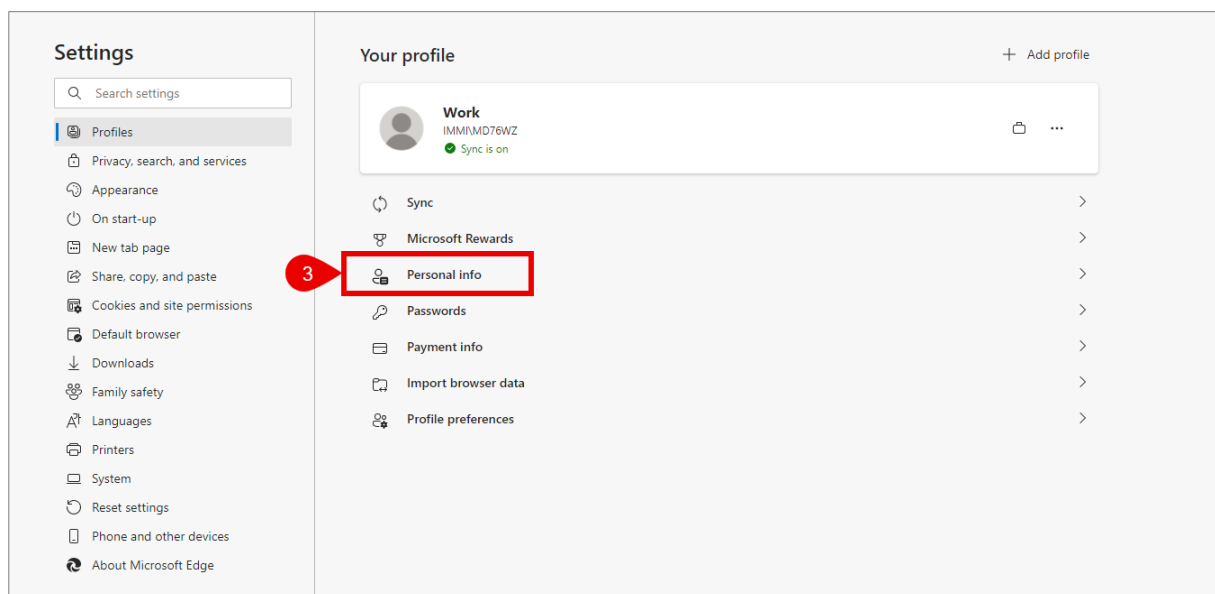 Settings
Search settings
Profiles
Privacy, search, and services
Appearance
On start-up
New tab page
Share, copy, and paste
Cookies and site permissions
Default browser
Downloads
Family safety
Languages
Printers
System
Reset settings
Phone and other devices
About Microsoft Edge
Your profile
Add profile
Work
IMMI\MD76WZ
Sync is on
Sync
Microsoft Rewards
3
Personal info
Passwords
Payment info
Import browser data
Profile preferences